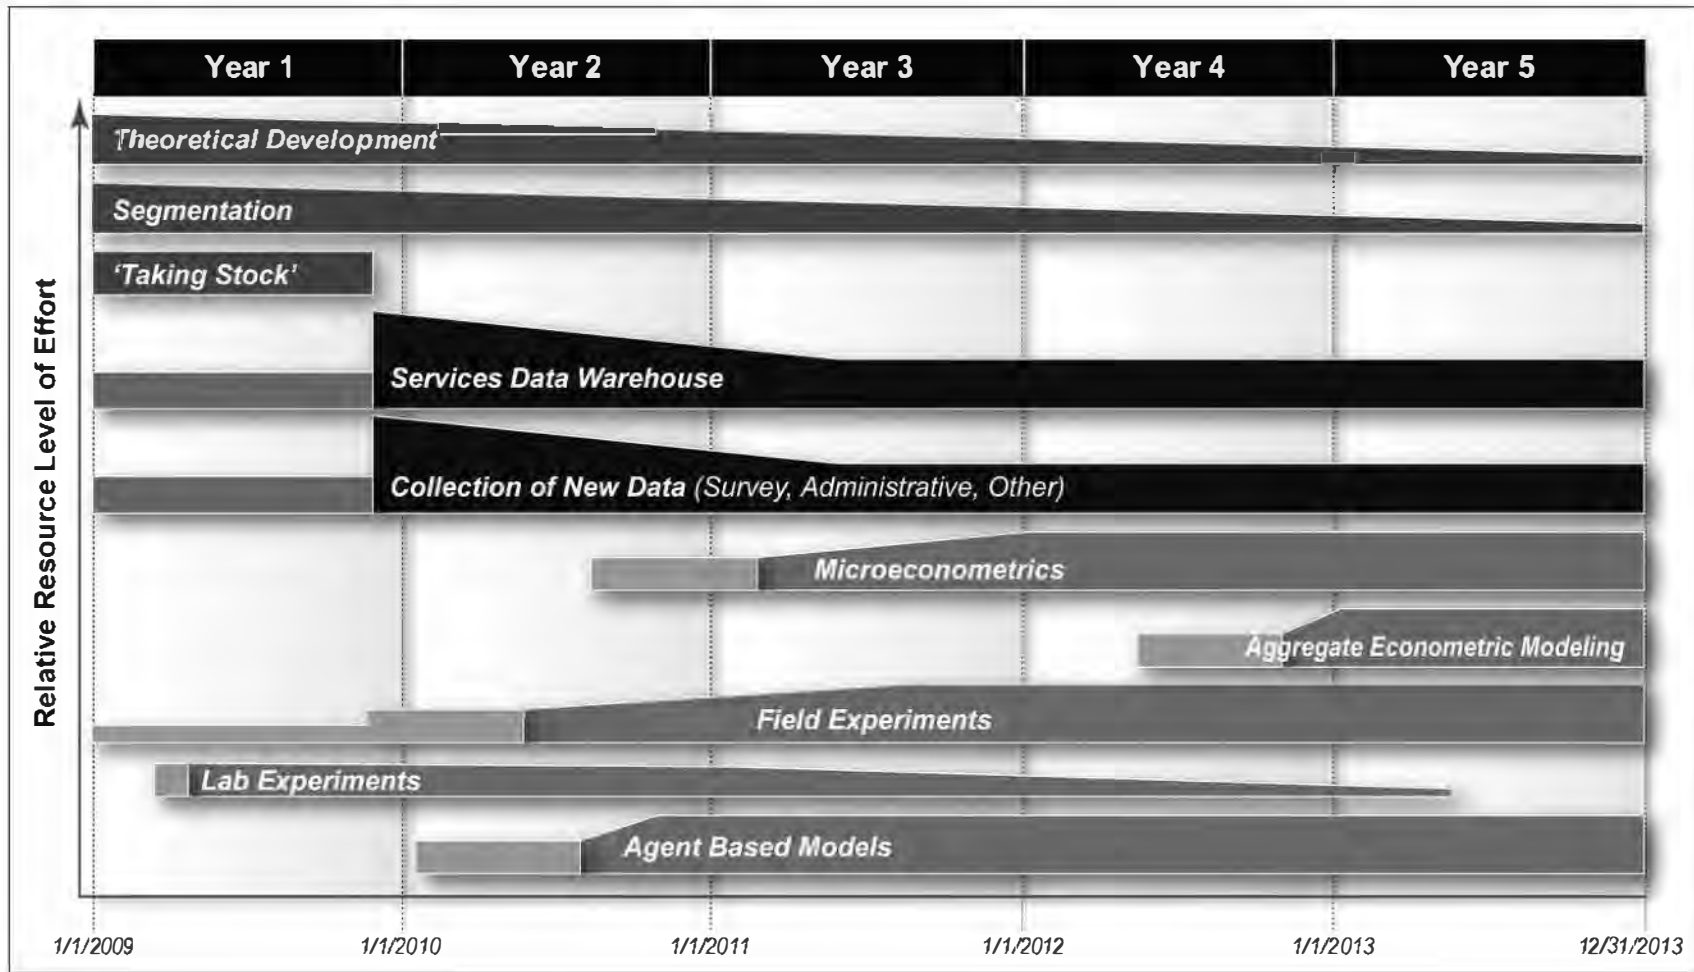 Year 1
Year 2
Year 3
Year 4
Year 5
Relative Resource Level of Effort
Theoretical Development
Segmentation
‘Taking Stock’
Services Data Warehouse
Collection of New Data (Survey, Administrative, Other)
Microeconometrics
Aggregate Econometric Modeling
Field Experiments
Lab Experiments
Agent Based Models
1/1/2009
1/1/2010
1/1/2011
1/1/2012
1/1/2013
12/31/2013